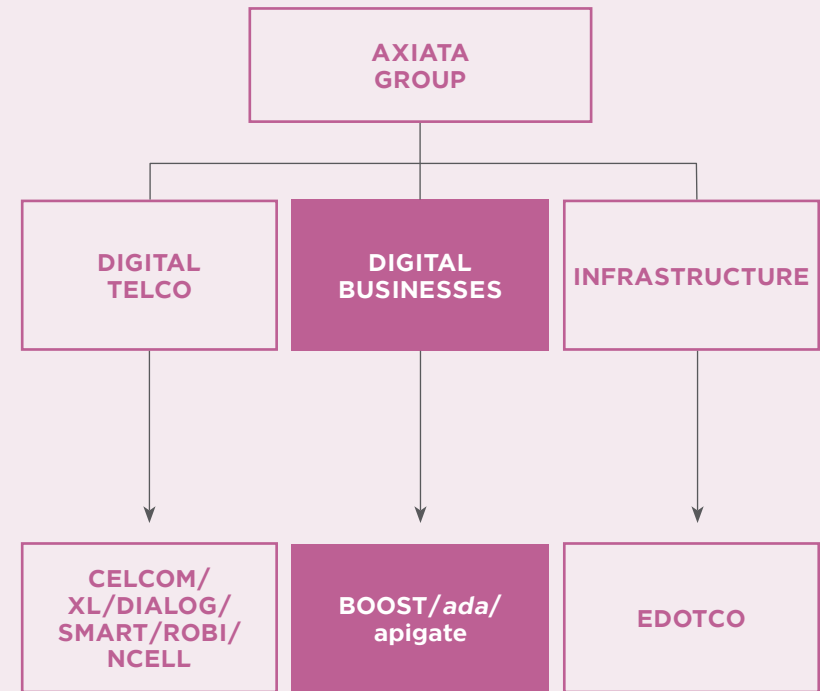 AXIATA
GROUP
DIGITAL
TELCO
DIGITAL
BUSINESSES
INFRASTRUCTURE
CELCOM/
XL/DIALOG/
SMART/ROBI/
NCELL
BOOST/ada/
apigate
EDOTCO